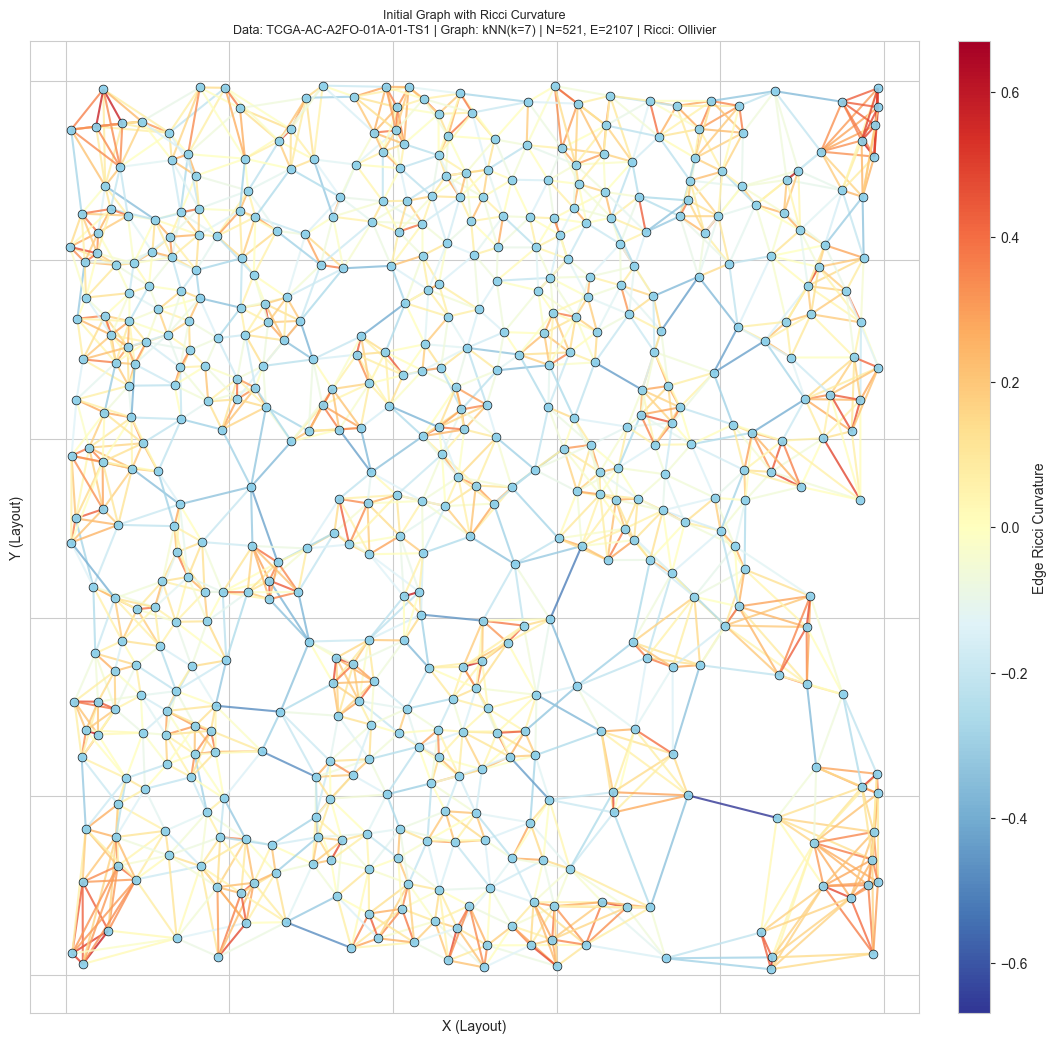 Initial Graph with Ricci Curvature
Data: TCGA-AC-A2FO-01A-01-TS1 | Graph: kNN(k=7) | N=521, E=2107 | Ricci: Ollivier
Y (Layout)
X (Layout)
0.6
0.4
0.2
0.0
−0.2
−0.4
−0.6
Edge Ricci Curvature